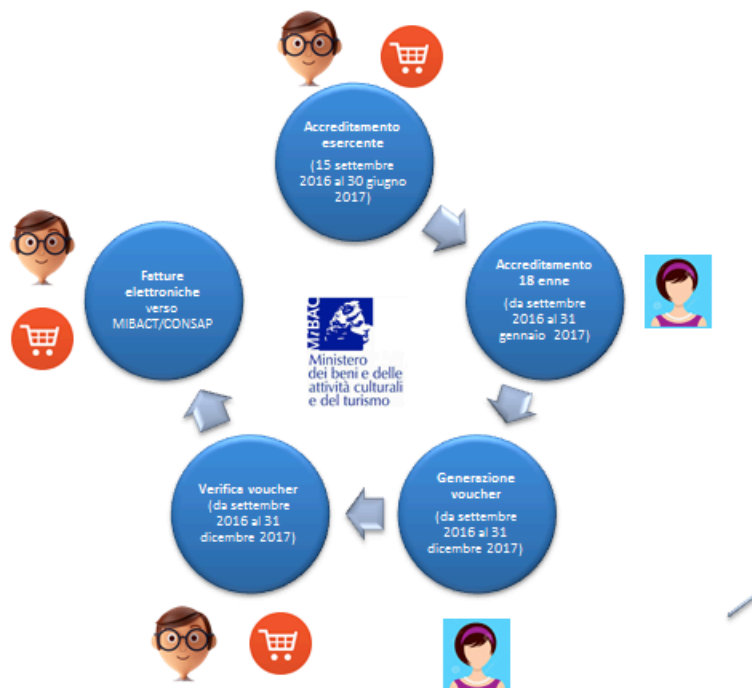 Accreditamento
esercente
(15 settembre
2016 al 30 giugno
2017)
Accreditamento
18 enne
(da settembre
2016 al 31
gennaio 2017)
Generazione
voucher
(da settembre
2016 al 31
dicembre 2017)
Verifica voucher
(da settembre
2016 al 31
dicembre 2017)
Fatture
elettroniche
verso
MIBACT/CONSAP
MiBAC
Ministero
dei beni e delle
attività culturali
e del turismo